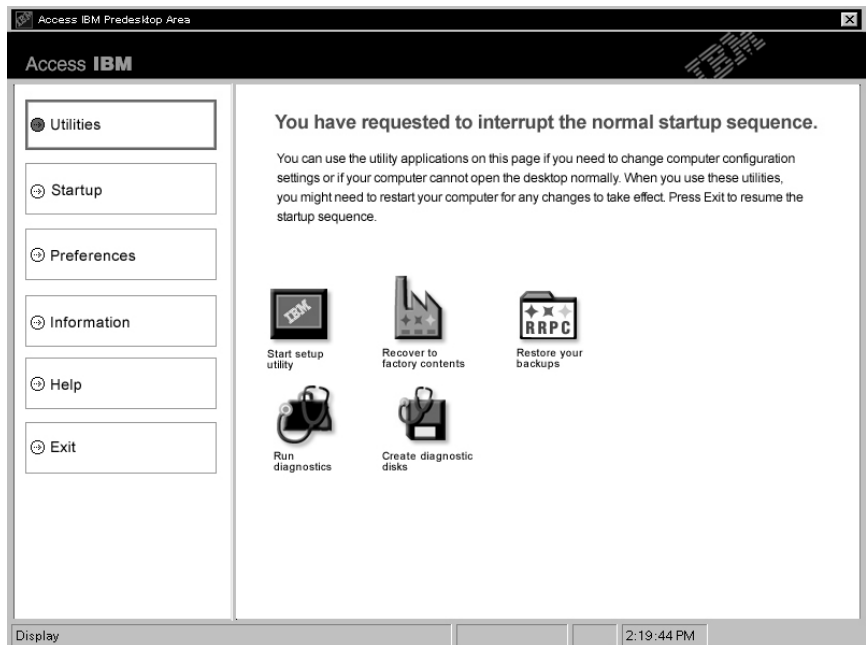 Access IBM Predesktop Area
Access IBM
IBM
Utilities
Startup
Preferences
Information
Help
Exit
You have requested to interrupt the normal startup sequence.
You can use the utility applications on this page if you need to change computer configuration
settings or if your computer cannot open the desktop normally. When you use these utilities,
you might need to restart your computer for any changes to take effect. Press Exit to resume the
startup sequence.
IBM
Start setup
utility
Recover to
factory contents
RRPC
Restore your
backups
Run
diagnostics
Create diagnostic
disks
Display
2:19:44 PM